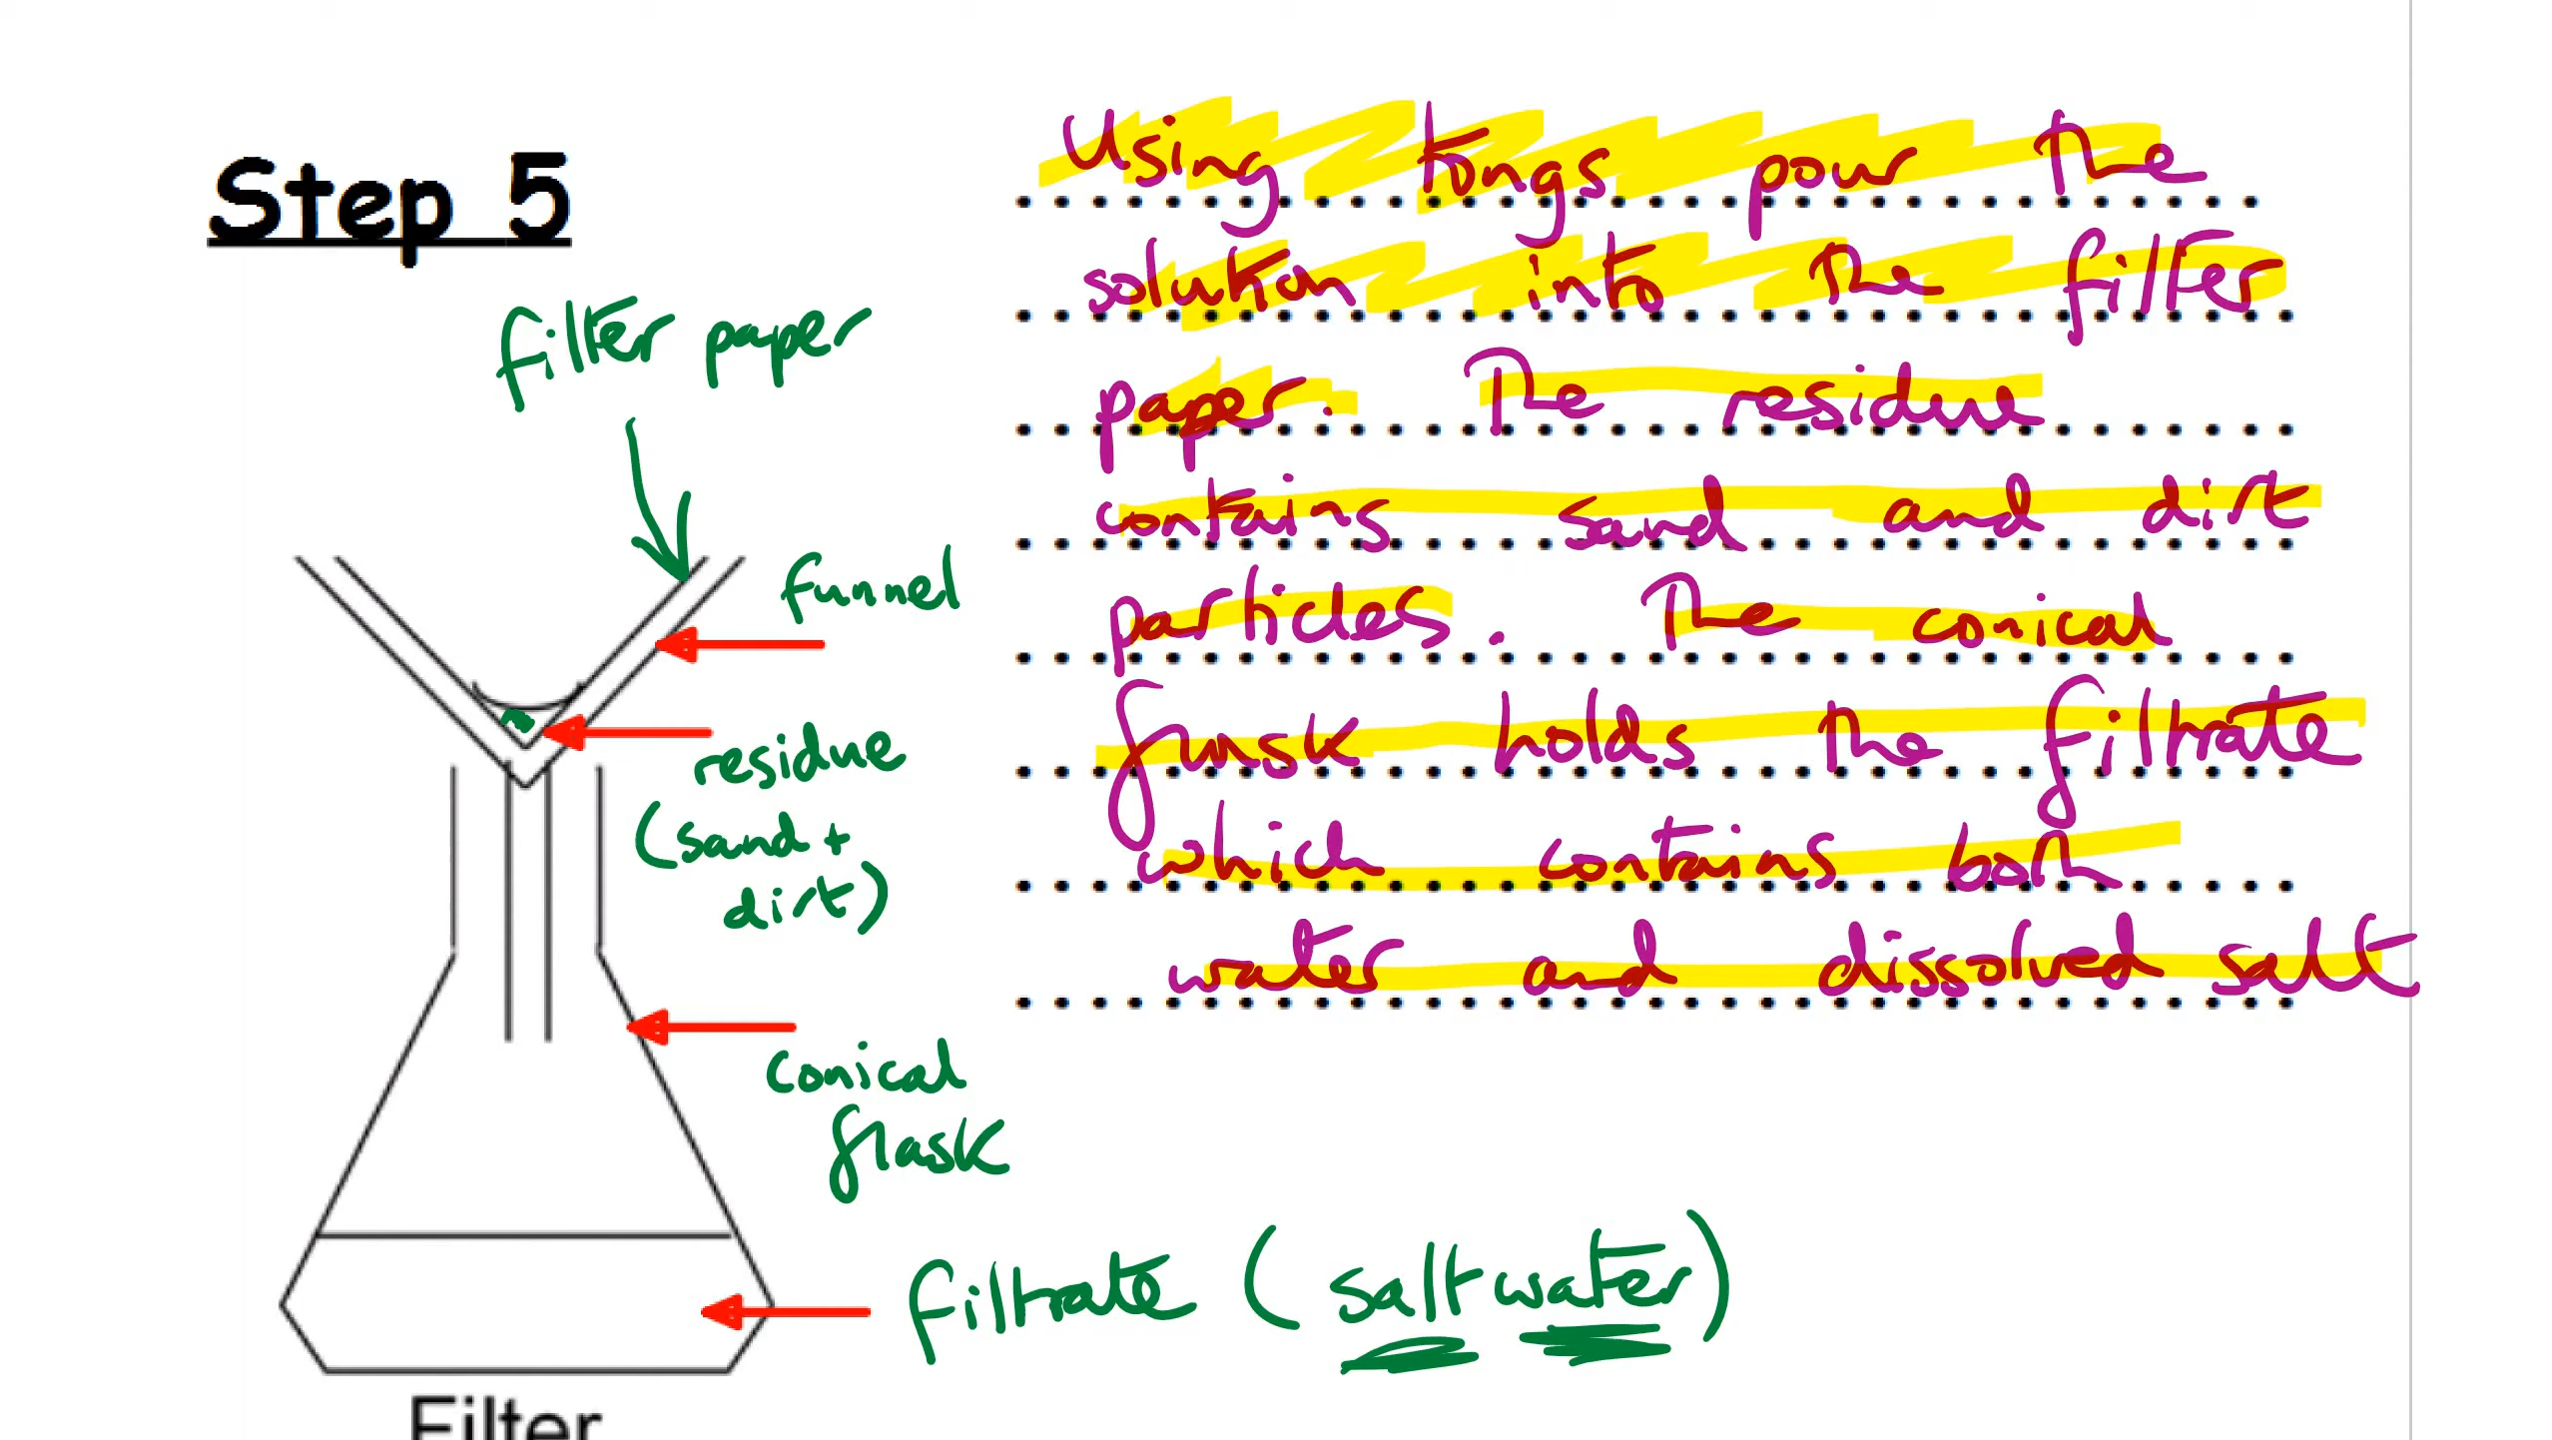 Step 5
Using tongs pour the
solution into the filter
paper. The residue
contains sand and dirt
particles. The conical
flask holds the filtrate
which contains both
water and dissolved salt
filter paper
funnel
residue
(sand +
dirt)
conical
flask
filtrate (saltwater)
Filter